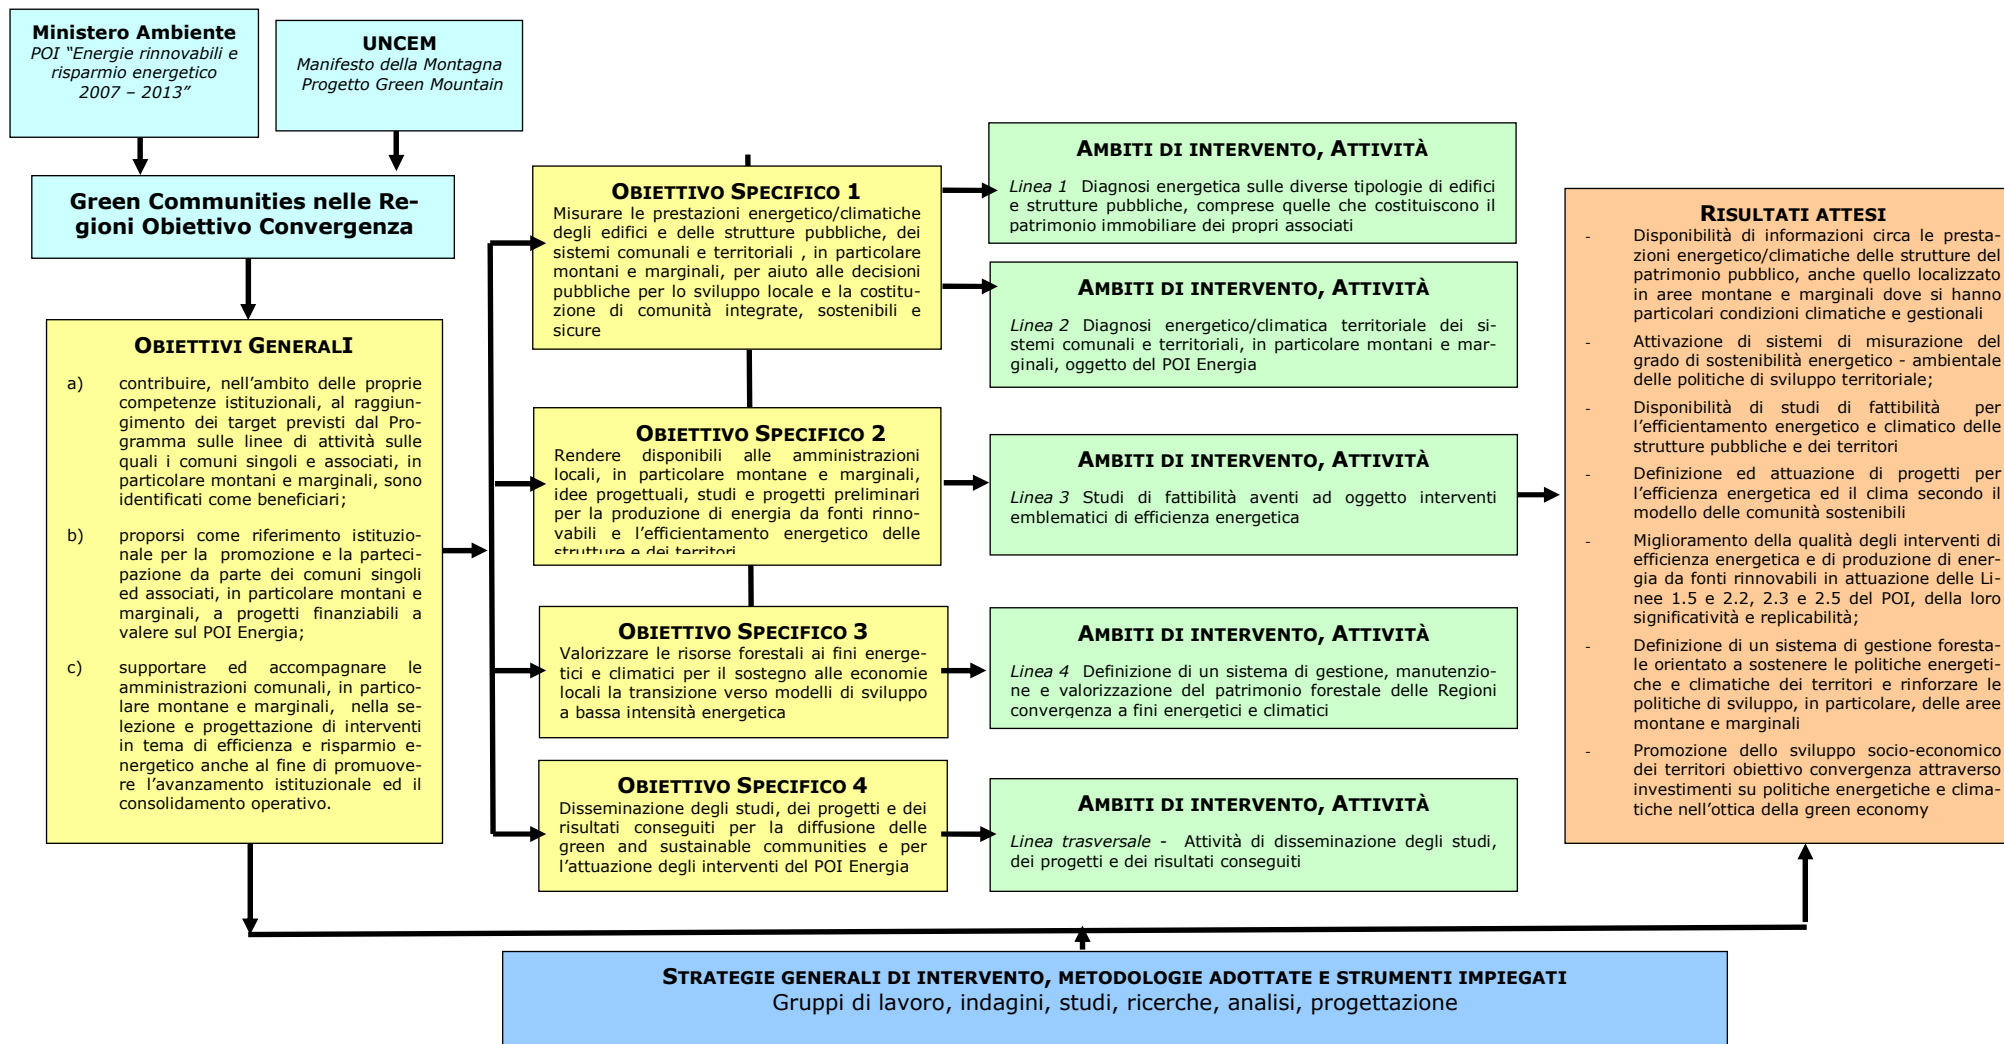 Ministero Ambiente
POI “Energie rinnovabili e
risparmio energetico
2007 – 2013”
UNCEM
Manifesto della Montagna
Progetto Green Mountain
Green Communities nelle Re-
gioni Obiettivo Convergenza
OBIETTIVI GENERALI
a) contribuire, nell’ambito delle proprie
competenze istituzionali, al raggiun-
gimento dei target previsti dal Pro-
gramma sulle linee di attività sulle
quali i comuni singoli e associati, in
particolare montani e marginali, sono
identificati come beneficiari;
b) proporsi come riferimento istituzio-
nale per la promozione e la parteci-
pazione da parte dei comuni singoli
ed associati, in particolare montani e
marginali, a progetti finanziabili a
valere sul POI Energia;
c) supportare ed accompagnare le
amministrazioni comunali, in partico-
lare montane e marginali, nella se-
lezione e progettazione di interventi
in tema di efficienza e risparmio e-
nergetico anche al fine di promuove-
re l’avanzamento istituzionale ed il
consolidamento operativo.
OBIETTIVO SPECIFICO 1
Misurare le prestazioni energetico/climatiche
degli edifici e delle strutture pubbliche, dei
sistemi comunali e territoriali , in particolare
montani e marginali, per aiuto alle decisioni
pubbliche per lo sviluppo locale e la costitu-
zione di comunità integrate, sostenibili e
sicure
OBIETTIVO SPECIFICO 2
Rendere disponibili alle amministrazioni
locali, in particolare montane e marginali,
idee progettuali, studi e progetti preliminari
per la produzione di energia da fonti rinno-
vabili e l’efficientamento energetico delle
strutture e dei territori
OBIETTIVO SPECIFICO 3
Valorizzare le risorse forestali ai fini energe-
tici e climatici per il sostegno alle economie
locali la transizione verso modelli di sviluppo
a bassa intensità energetica
OBIETTIVO SPECIFICO 4
Disseminazione degli studi, dei progetti e dei
risultati conseguiti per la diffusione delle
green and sustainable communities e per
l’attuazione degli interventi del POI Energia
AMBITI DI INTERVENTO, ATTIVITÀ
Linea 1 Diagnosi energetica sulle diverse tipologie di edifici
e strutture pubbliche, comprese quelle che costituiscono il
patrimonio immobiliare dei propri associati
AMBITI DI INTERVENTO, ATTIVITÀ
Linea 2 Diagnosi energetico/climatica territoriale dei si-
stemi comunali e territoriali, in particolare montani e mar-
ginali, oggetto del POI Energia
AMBITI DI INTERVENTO, ATTIVITÀ
Linea 3 Studi di fattibilità aventi ad oggetto interventi
emblematici di efficienza energetica
AMBITI DI INTERVENTO, ATTIVITÀ
Linea 4 Definizione di un sistema di gestione, manutenzio-
ne e valorizzazione del patrimonio forestale delle Regioni
convergenza a fini energetici e climatici
AMBITI DI INTERVENTO, ATTIVITÀ
Linea trasversale - Attività di disseminazione degli studi,
dei progetti e dei risultati conseguiti
RISULTATI ATTESI
- Disponibilità di informazioni circa le presta-
zioni energetico/climatiche delle strutture del
patrimonio pubblico, anche quello localizzato
in aree montane e marginali dove si hanno
particolari condizioni climatiche e gestionali
- Attivazione di sistemi di misurazione del
grado di sostenibilità energetico - ambientale
delle politiche di sviluppo territoriale;
- Disponibilità di studi di fattibilità per
l’efficientamento energetico e climatico delle
strutture pubbliche e dei territori
- Definizione ed attuazione di progetti per
l’efficienza energetica ed il clima secondo il
modello delle comunità sostenibili
- Miglioramento della qualità degli interventi di
efficienza energetica e di produzione di ener-
gia da fonti rinnovabili in attuazione delle Li-
nee 1.5 e 2.2, 2.3 e 2.5 del POI, della loro
significatività e replicabilità;
- Definizione di un sistema di gestione foresta-
le orientato a sostenere le politiche energeti-
che e climatiche dei territori e rinforzare le
politiche di sviluppo, in particolare, delle aree
montane e marginali
- Promozione dello sviluppo socio-economico
dei territori obiettivo convergenza attraverso
investimenti su politiche energetiche e clima-
tiche nell’ottica della green economy
STRATEGIE GENERALI DI INTERVENTO, METODOLOGIE ADOTTATE E STRUMENTI IMPIEGATI
Gruppi di lavoro, indagini, studi, ricerche, analisi, progettazione